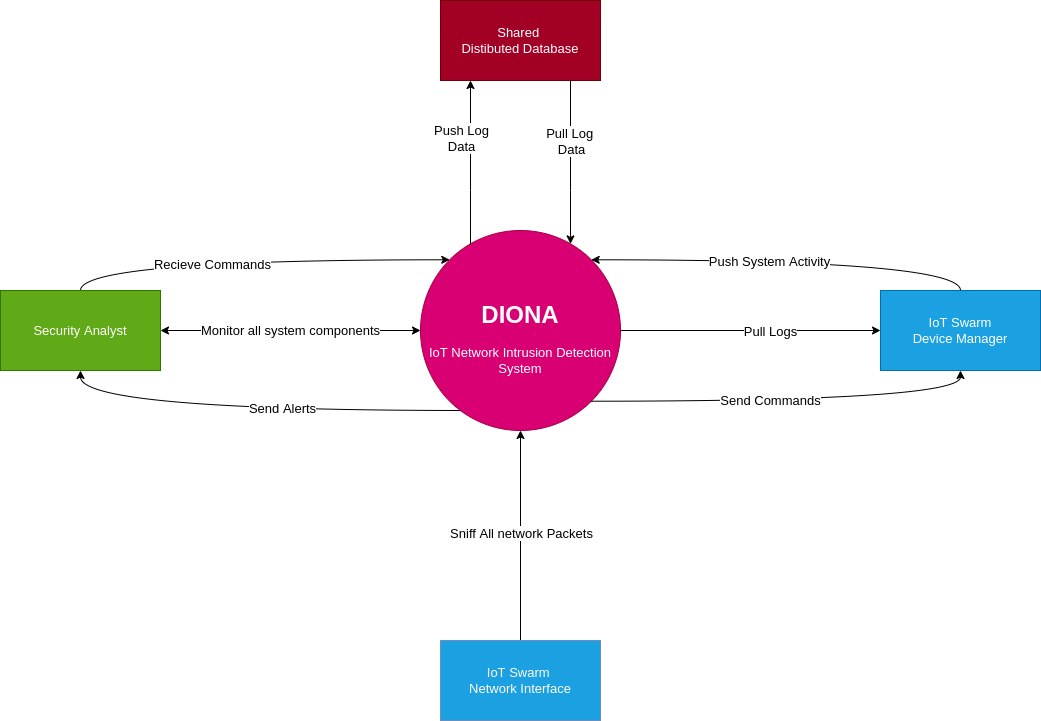 Shared
Distibuted Database
Push Log
Data
Pull Log
Data
Recieve Commands
Push System Activity
DIONA
IoT Network Intrusion Detection
System
Security Analyst
Monitor all system components
Pull Logs
IoT Swarm
Device Manager
Send Alerts
Send Commands
Sniff All network Packets
IoT Swarm
Network Interface